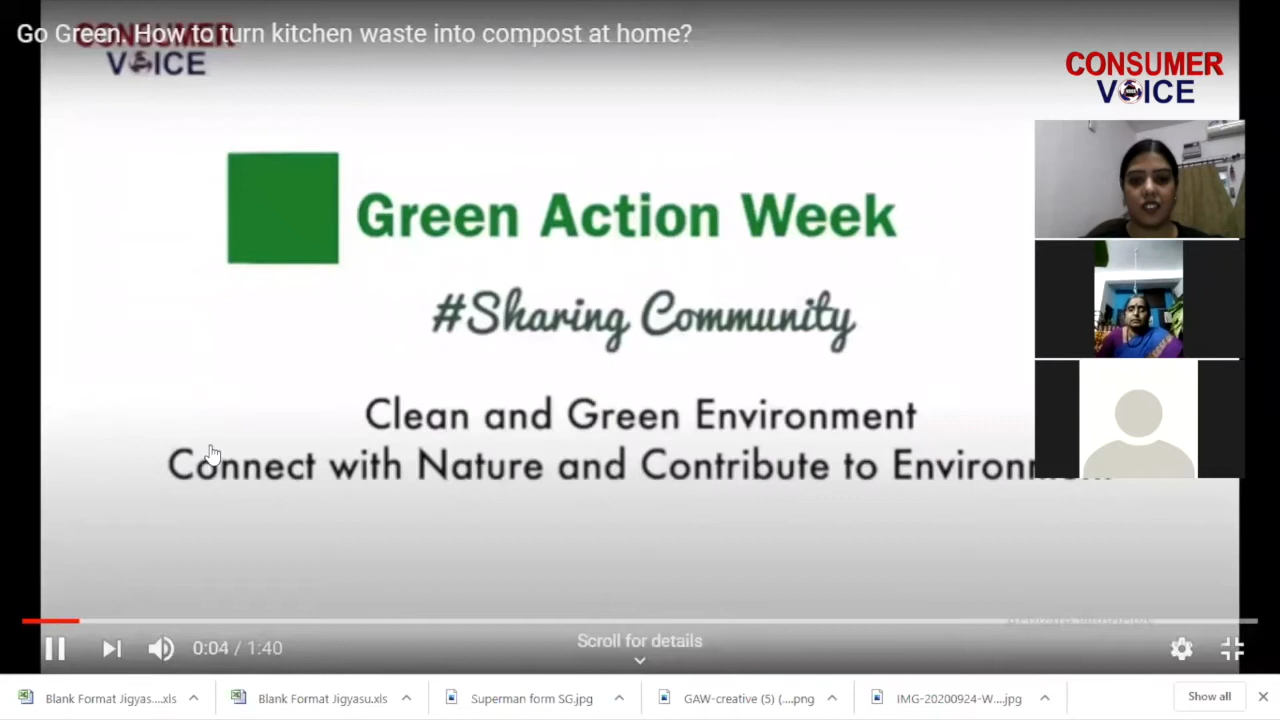 Go Green. How to turn kitchen waste into compost at home?
CONSUMER
VOICE
CONSUMER
VOICE
Green Action Week
#Sharing Community
Clean and Green Environment
Connect with Nature and Contribute to
0:04 / 1:40
Scroll for details
Blank Format Jigyas....xls
Blank Format Jigyasu.xls
Superman form SG.jpg
GAW-creative (5) (....png
IMG-20200924-W....jpg
Show all